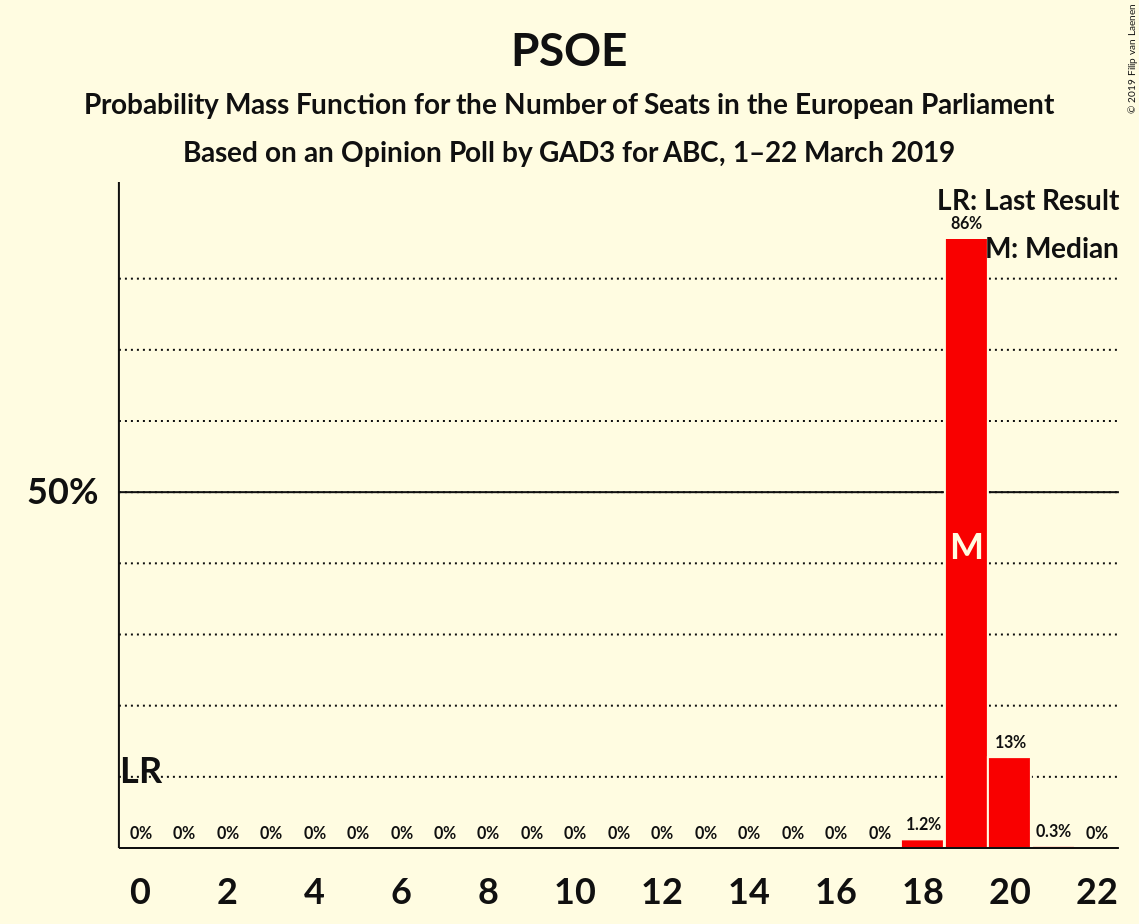 PSOE
Probability Mass Function for the Number of Seats in the European Parliament
Based on an Opinion Poll by GAD3 for ABC, 1–22 March 2019
© 2019 Filip van Laenen
LR: Last Result
86%
M: Median
50%
M
13%
LR
0% 0% 0% 0% 0% 0% 0% 0% 0% 0% 0% 0% 0% 0% 0% 0% 0% 0% 1.2% 0.3% 0%
0 2 4 6 8 10 12 14 16 18 20 22